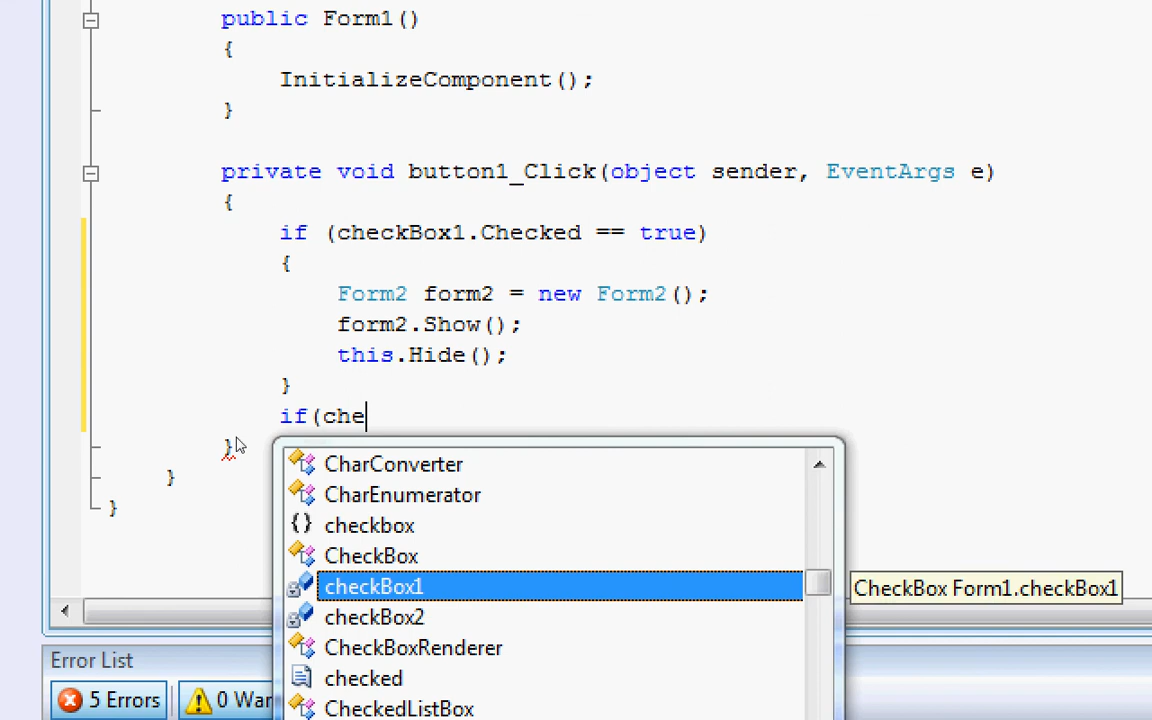 public Form1()
{
InitializeComponent();
}
private void button1_Click(object sender, EventArgs e)
{
if (checkBox1.Checked == true)
{
Form2 form2 = new Form2();
form2.Show();
this.Hide();
}
if(che
}
}
}
CharConverter
CharEnumerator
{} checkbox
CheckBox
checkBox1
CheckBox Form1.checkBox1
checkBox2
CheckBoxRenderer
checked
CheckedListBox
Error List
5 Errors
0 War